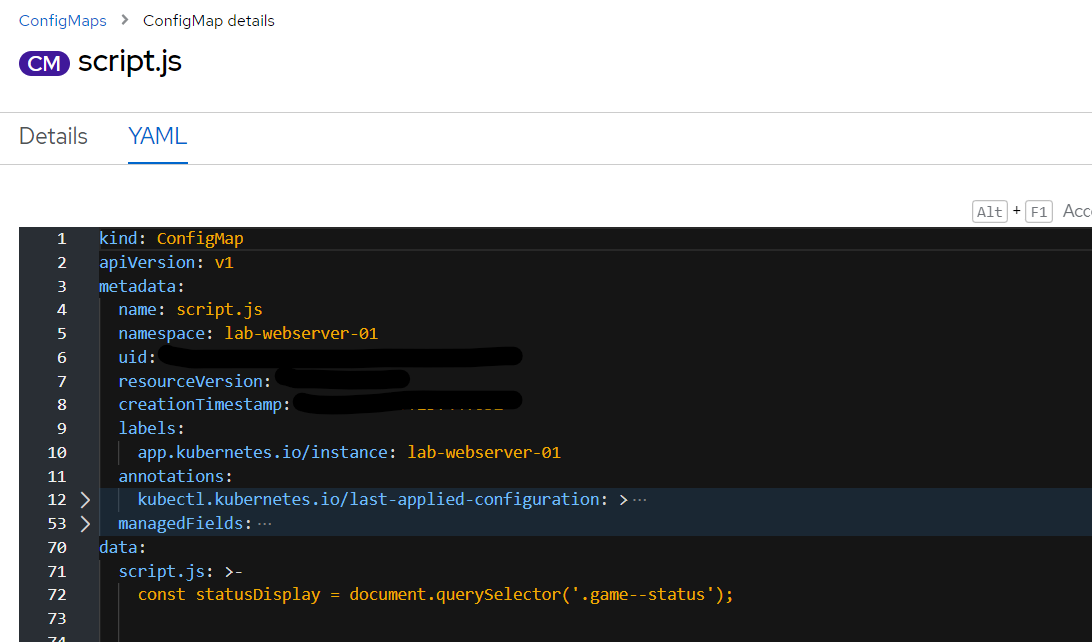 ConfigMaps > ConfigMap details
CM script.js
Details YAML
Alt + F1 Acc
1 kind: ConfigMap
2 apiVersion: v1
3 metadata:
4 name: script.js
5 namespace: lab-webserver-01
6 uid:
7 resourceVersion:
8 creationTimestamp:
9 labels:
10 app.kubernetes.io/instance: lab-webserver-01
11 annotations:
12 kubectl.kubernetes.io/last-applied-configuration: >···
53 managedFields: ···
70 data:
71 script.js: >-
72 const statusDisplay = document.querySelector('.game--status');
73
74